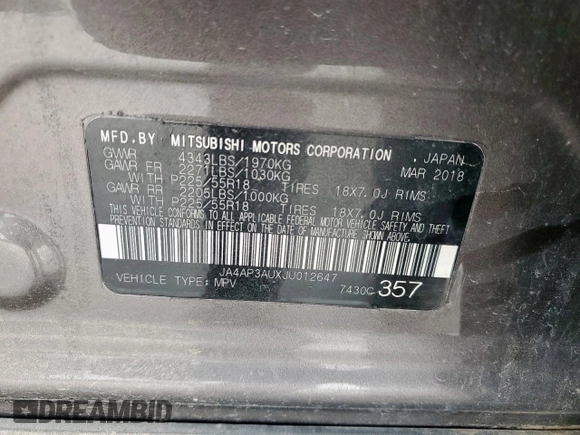 MFD.BY MITSUBISHI MOTORS CORPORATION , JAPAN
GVWR 4343LBS/1970KG MAR 2018
GAWR FR 2271LBS/1030KG
WITH P225/55R18 TIRES 18X7.0J RIMS
GAWR RR 2205LBS/1000KG
WITH P225/55R18 TIRES 18X7.0J RIMS
THIS VEHICLE CONFORMS TO ALL APPLICABLE FEDERAL MOTOR VEHICLE SAFETY AND THEFT
PREVENTION STANDARDS IN EFFECT ON THE DATE OF MANUFACTURE SHOWN ABOVE.
JA4AP3AUXJU012647
VEHICLE TYPE: MPV 7430C 357
DREAMBID